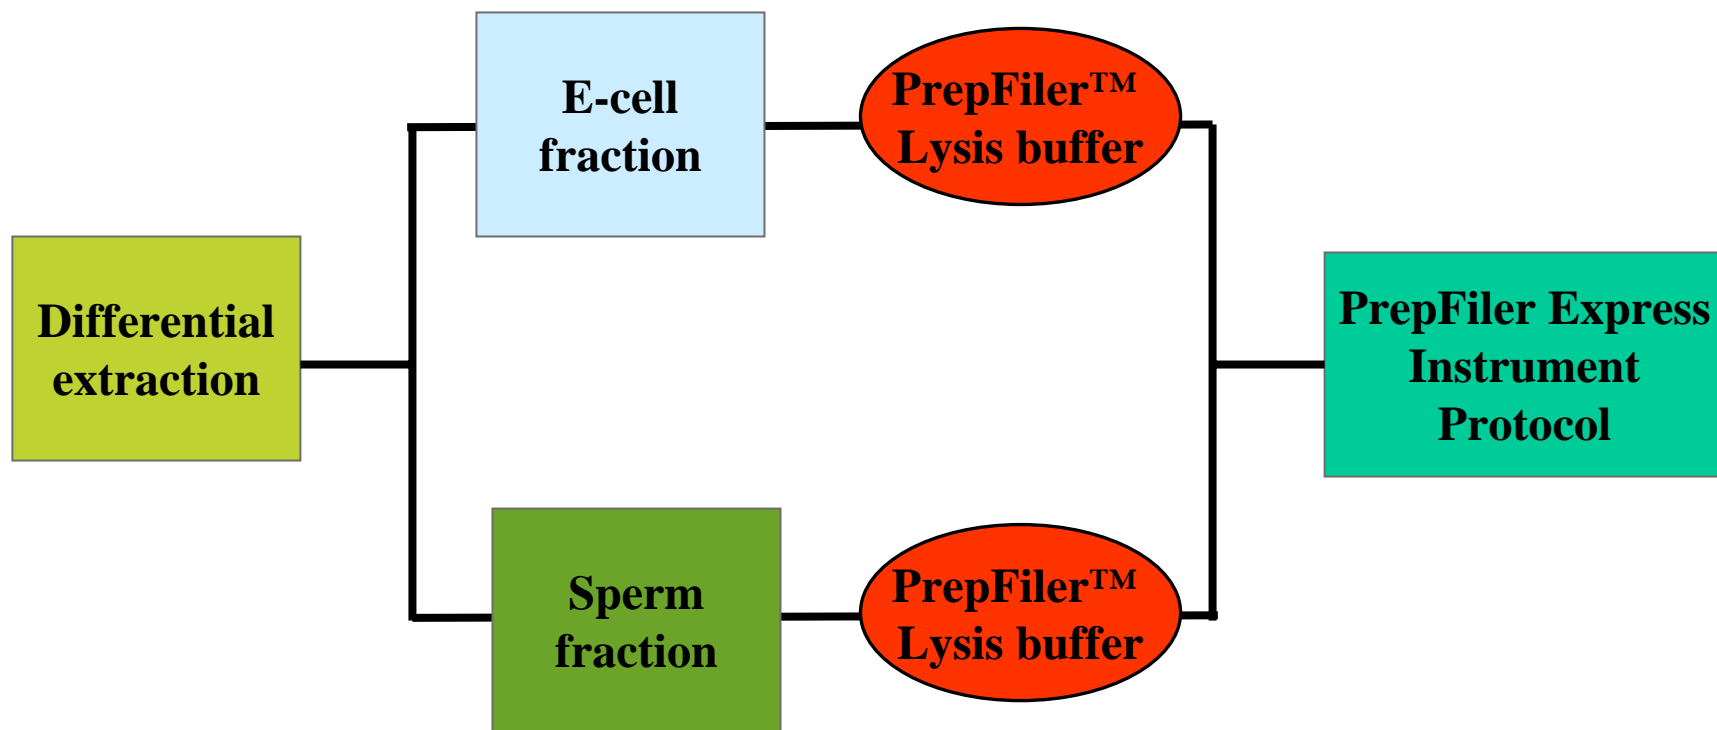 Differential
extraction
E-cell
fraction
PrepFiler™
Lysis buffer
Sperm
fraction
PrepFiler™
Lysis buffer
PrepFiler Express
Instrument
Protocol